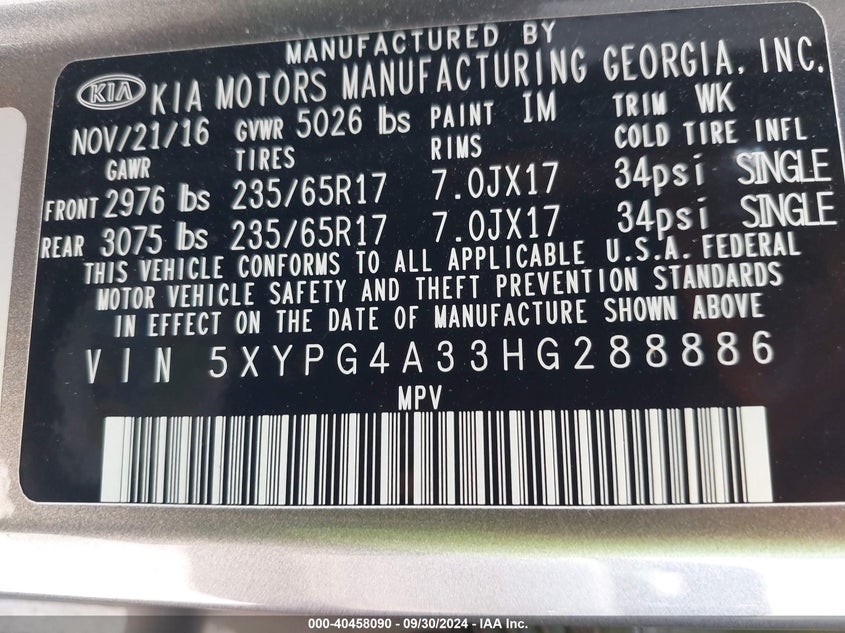 MANUFACTURED BY
KIA KIA MOTORS MANUFACTURING GEORGIA, INC.
NOV/21/16 GVWR 5026 lbs PAINT IM TRIM WK
GAWR TIRES RIMS COLD TIRE INFL
FRONT 2976 lbs 235/65R17 7.0JX17 34psi SINGLE
REAR 3075 lbs 235/65R17 7.0JX17 34psi SINGLE
THIS VEHICLE CONFORMS TO ALL APPLICABLE U.S.A. FEDERAL
MOTOR VEHICLE SAFETY AND THEFT PREVENTION STANDARDS
IN EFFECT ON THE DATE OF MANUFACTURE SHOWN ABOVE
VIN 5XYPG4A33HG288886
MPV
000-40458090 - 09/30/2024 - IAA Inc.